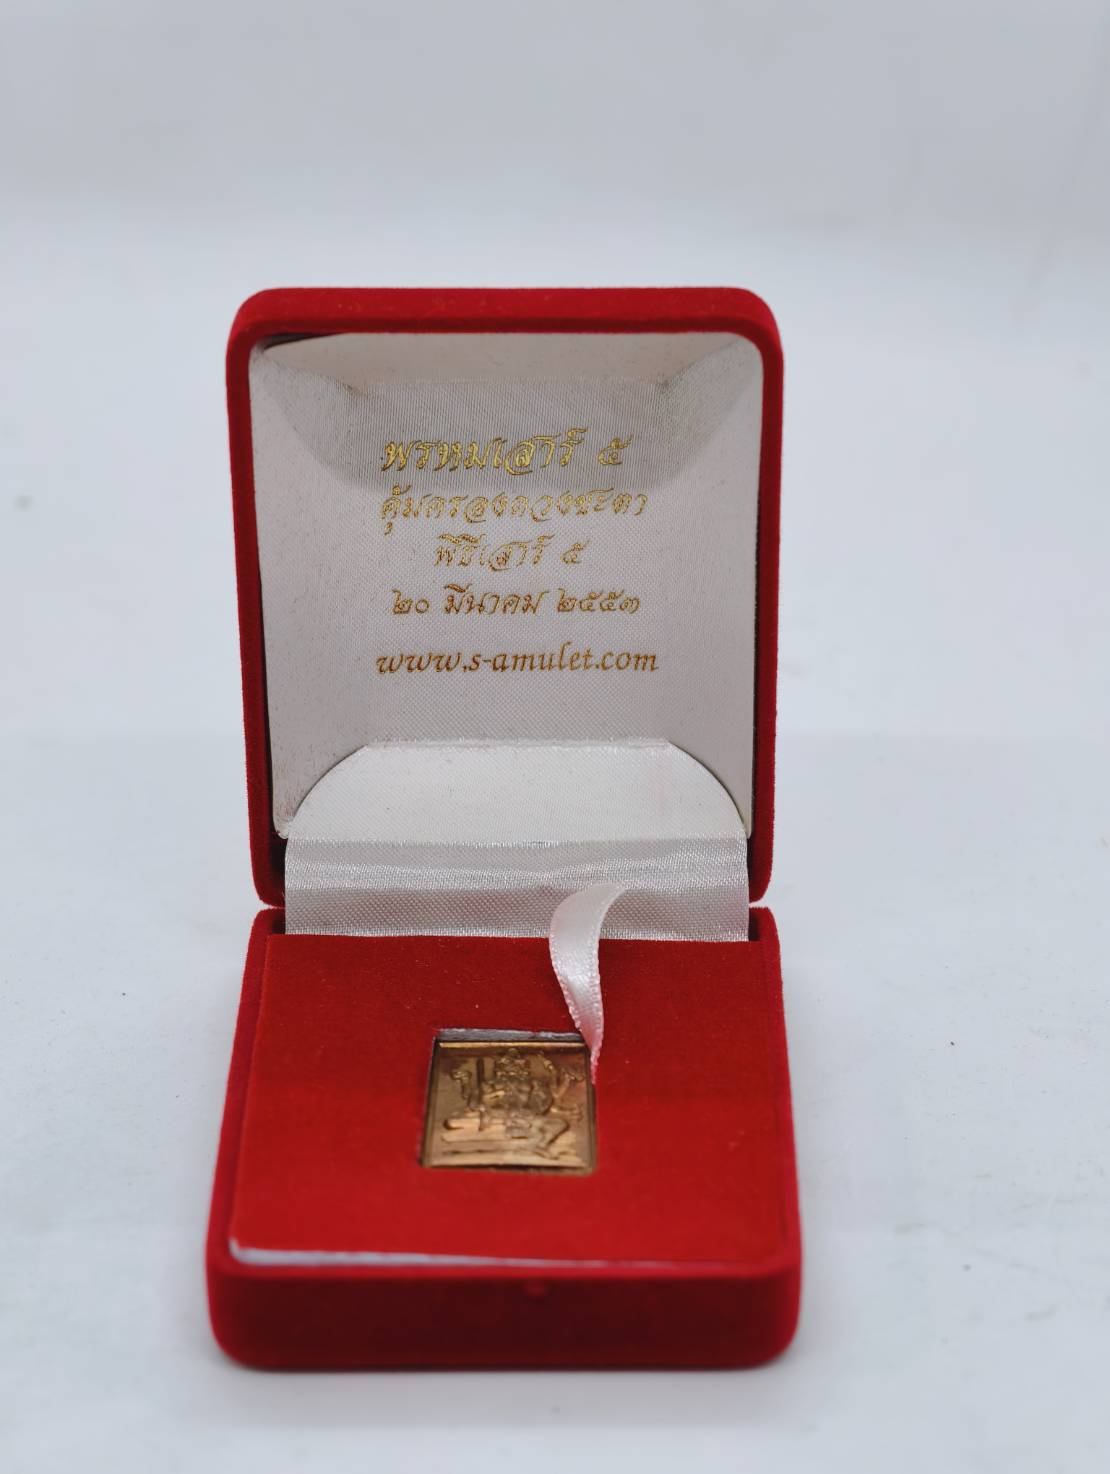 พรหมเสาร์ ๕
คุ้มครองดวงชะตา
พิธีเสาร์ ๕
๒๐ มีนาคม ๒๕๕๓
www.s-amulet.com